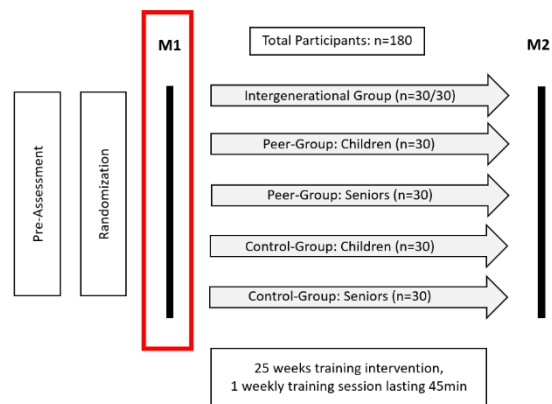 M1
Total Participants: n=180
M2
Pre-Assessment
Randomization
Intergenerational Group (n=30/30)
Peer-Group: Children (n=30)
Peer-Group: Seniors (n=30)
Control-Group: Children (n=30)
Control-Group: Seniors (n=30)
25 weeks training intervention,
1 weekly training session lasting 45min